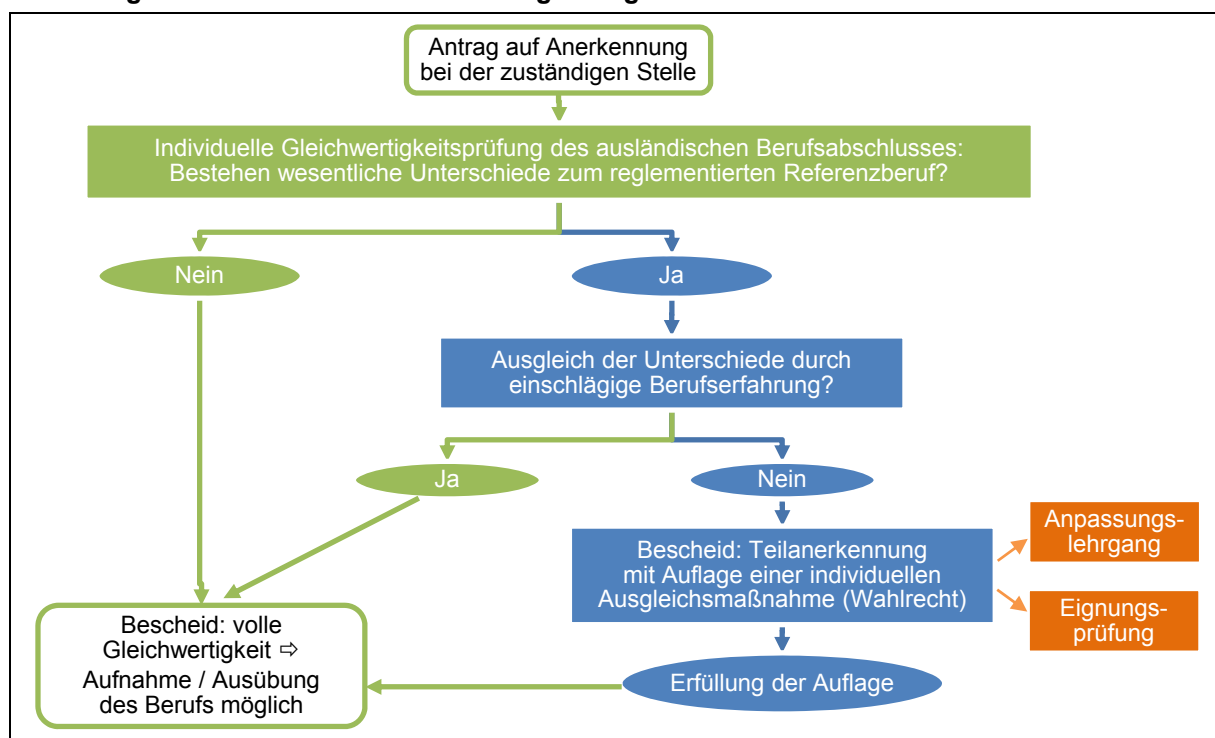 Antrag auf Anerkennung
bei der zuständigen Stelle
Individuelle Gleichwertigkeitsprüfung des ausländischen Berufsabschlusses:
Bestehen wesentliche Unterschiede zum reglementierten Referenzberuf?
Nein
Ja
Ausgleich der Unterschiede durch
einschlägige Berufserfahrung?
Ja
Nein
Bescheid: Teilanerkennung
mit Auflage einer individuellen
Ausgleichsmaßnahme (Wahlrecht)
Anpassungs-
lehrgang
Eignungs-
prüfung
Bescheid: volle
Gleichwertigkeit ⇨
Aufnahme / Ausübung
des Berufs möglich
Erfüllung der Auflage